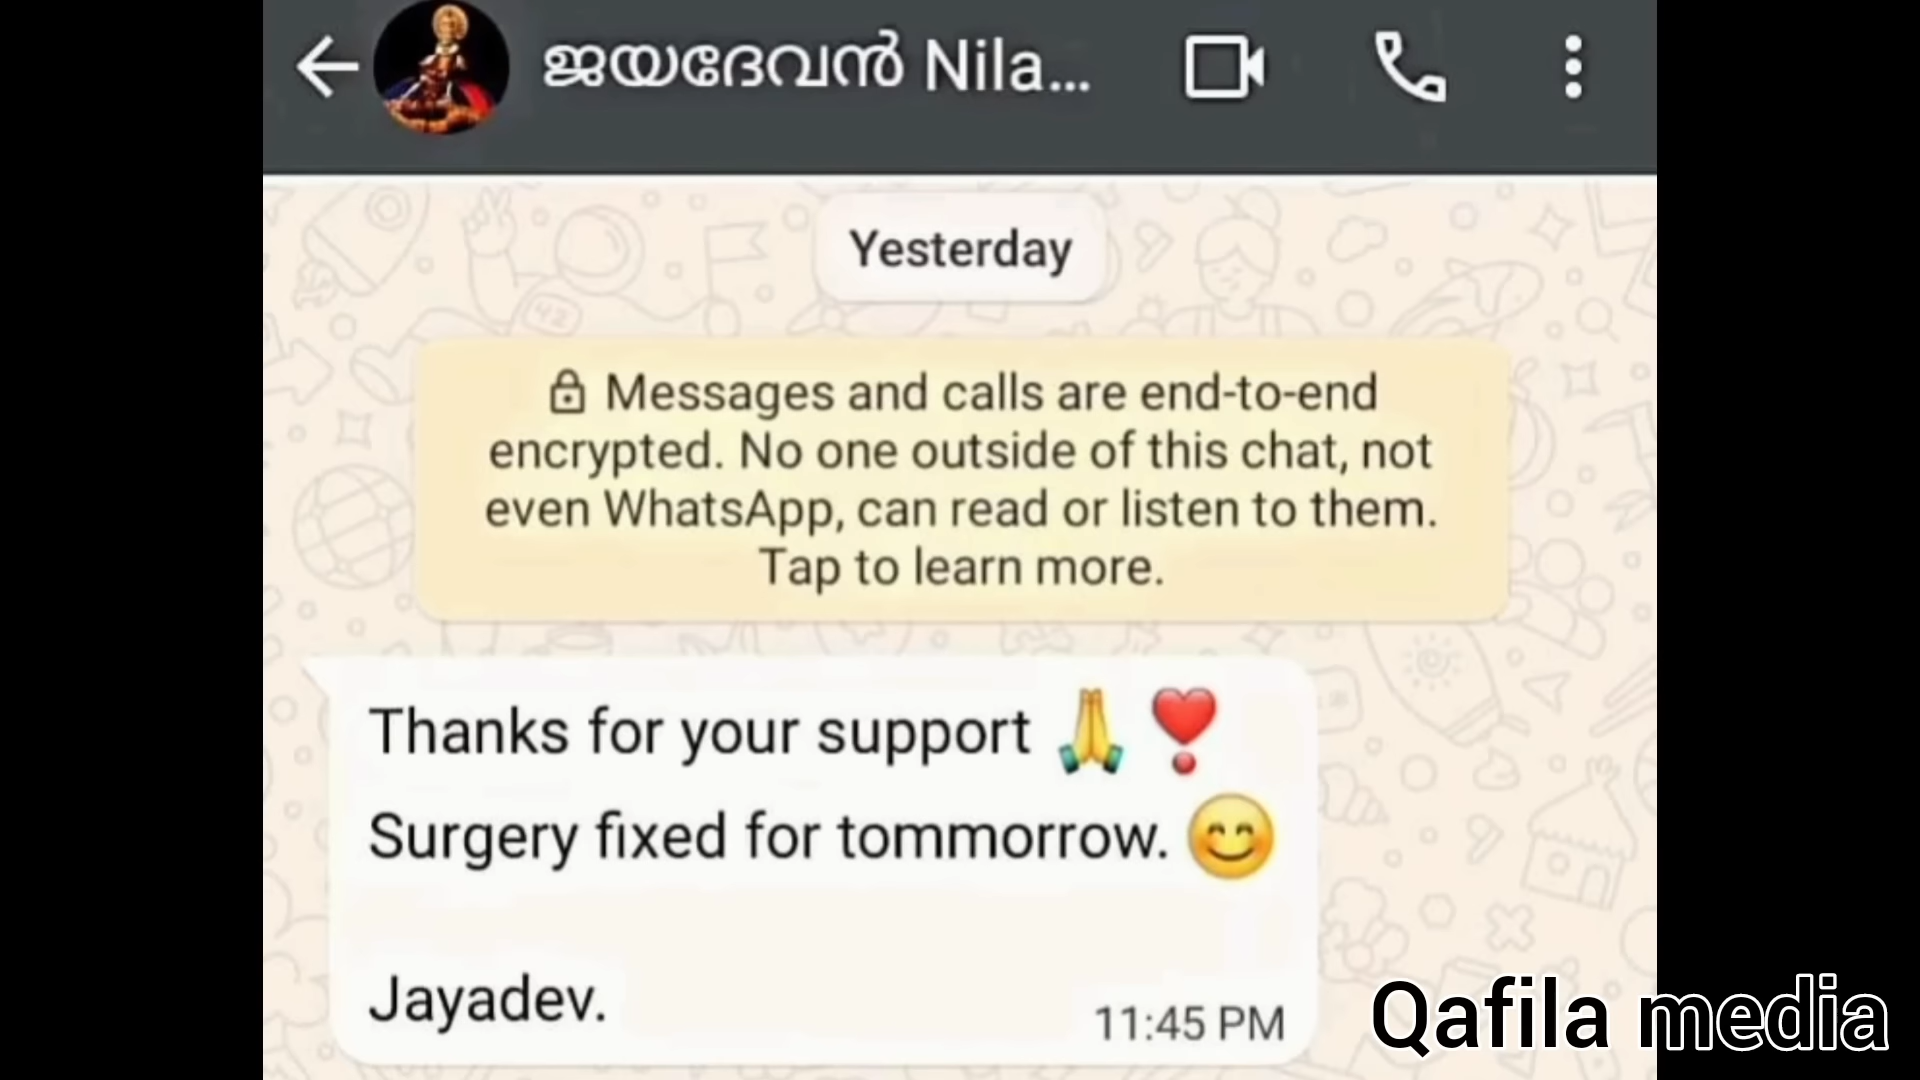 ജയദേവൻ Nila...
Yesterday
🔒 Messages and calls are end-to-end
encrypted. No one outside of this chat, not
even WhatsApp, can read or listen to them.
Tap to learn more.
Thanks for your support 🙏❣️
Surgery fixed for tommorrow. 😊
Jayadev.
11:45 PM
Qafila media